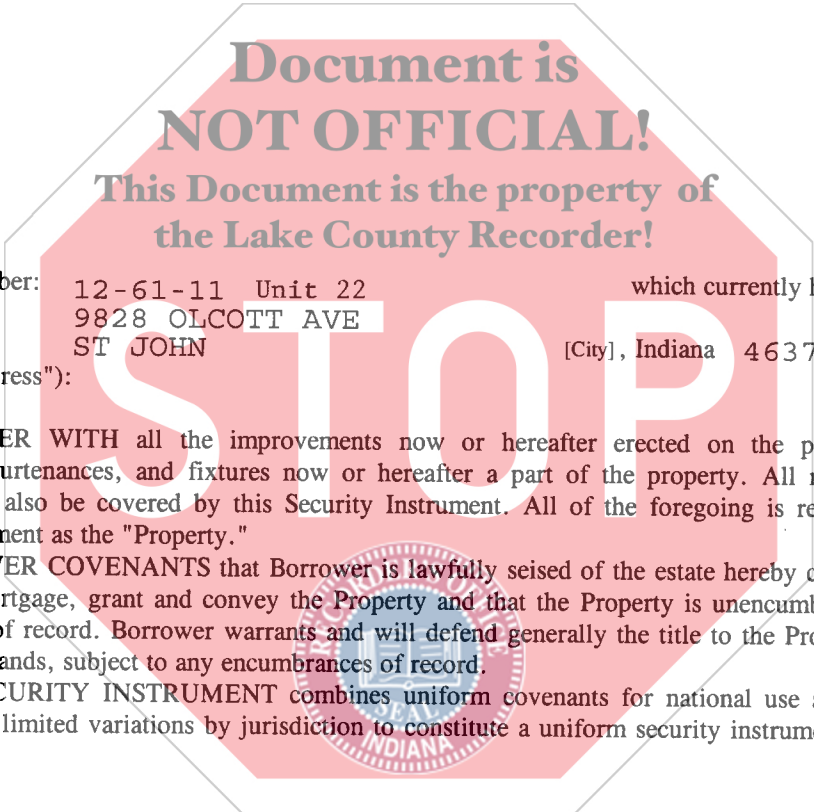 Document is
NOT OFFICIAL!
This Document is the property of
the Lake County Recorder!
ber: 12-61-11 Unit 22 which currently h
9828 OLCOTT AVE
ST JOHN [City], Indiana 4637
ress"):
STOP
ER WITH all the improvements now or hereafter erected on the p
urtenances, and fixtures now or hereafter a part of the property. All r
also be covered by this Security Instrument. All of the foregoing is re
ment as the "Property."
ER COVENANTS that Borrower is lawfully seised of the estate hereby c
rtgage, grant and convey the Property and that the Property is unencumb
of record. Borrower warrants and will defend generally the title to the Pro
ands, subject to any encumbrances of record.
CURITY INSTRUMENT combines uniform covenants for national use a
limited variations by jurisdiction to constitute a uniform security instrume
SEAL
INDIANA